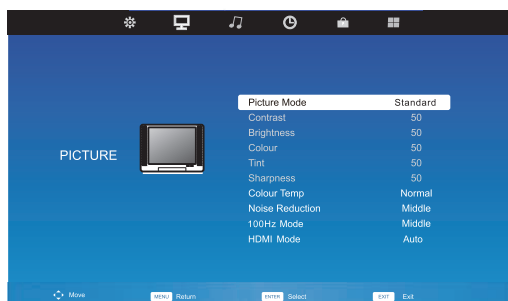 PICTURE
Picture Mode Standard
Contrast 50
Brightness 50
Colour 50
Tint 50
Sharpness 50
Colour Temp Normal
Noise Reduction Middle
100Hz Mode Middle
HDMI Mode Auto
Move MENU Return ENTER Select EXIT Exit